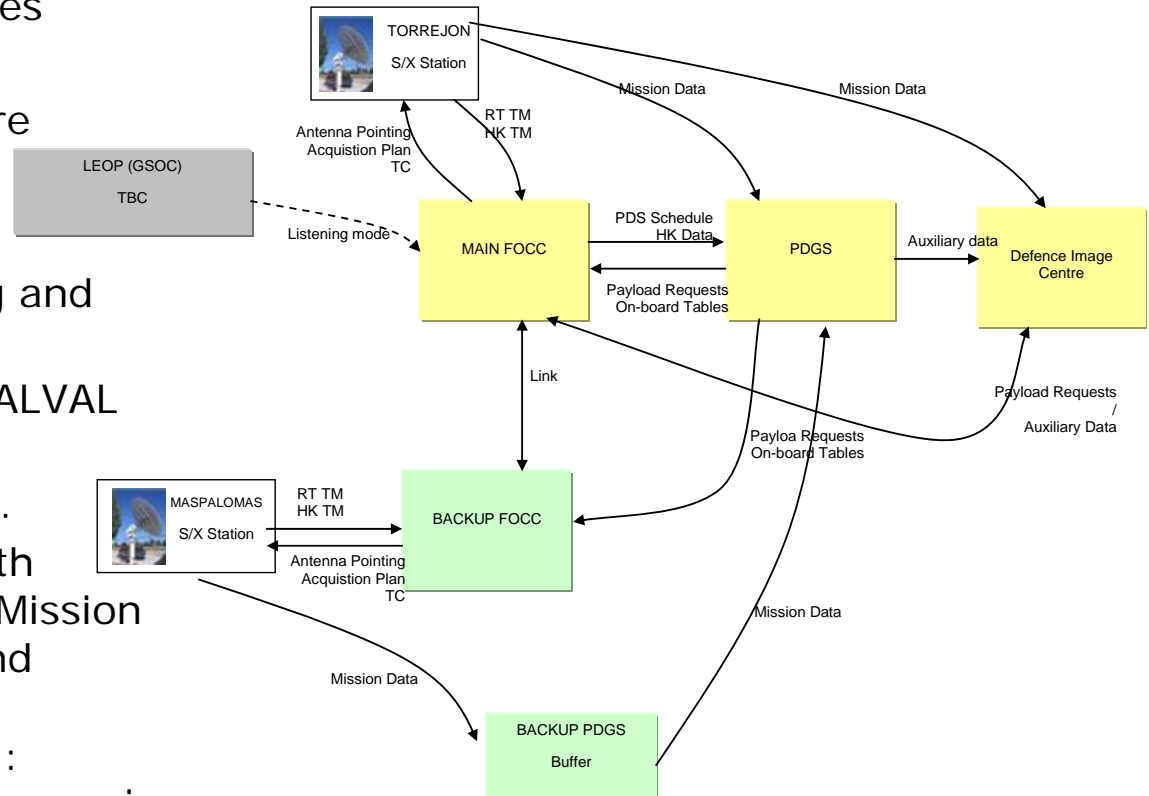 es
re
g and
ALVAL
.
th
Mission
nd
:
TORREJON
S/X Station
Mission Data
Mission Data
RT TM
HK TM
Antenna Pointing
Acquistion Plan
TC
LEOP (GSOC)
TBC
Listening mode
MAIN FOCC
PDS Schedule
HK Data
PDGS
Auxiliary data
Defence Image
Centre
Payload Requests
On-board Tables
Link
Payload Requests
/
Auxiliary Data
Payloa Requests
On-board Tables
MASPALOMAS
S/X Station
RT TM
HK TM
BACKUP FOCC
Antenna Pointing
Acquistion Plan
TC
Mission Data
Mission Data
BACKUP PDGS
Buffer